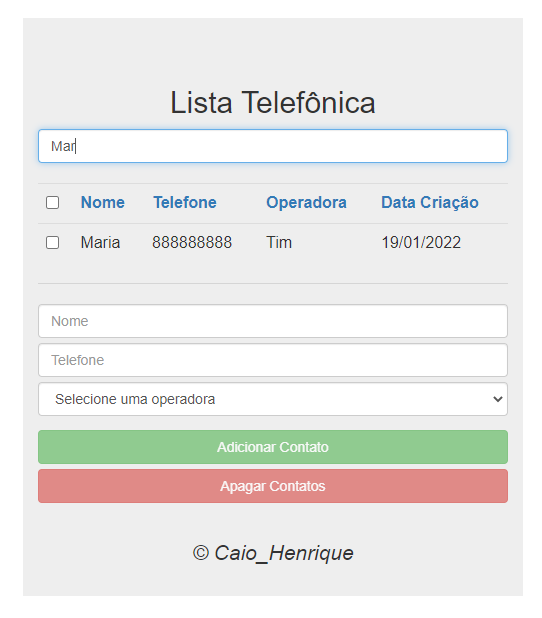 Lista Telefônica
Mar
Nome Telefone Operadora Data Criação
Maria 888888888 Tim 19/01/2022
Nome
Telefone
Selecione uma operadora
Adicionar Contato
Apagar Contatos
© Caio_Henrique